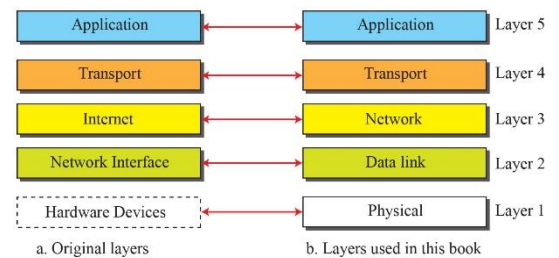 Application Application Layer 5
Transport Transport Layer 4
Internet Network Layer 3
Network Interface Data link Layer 2
Hardware Devices Physical Layer 1
a. Original layers b. Layers used in this book